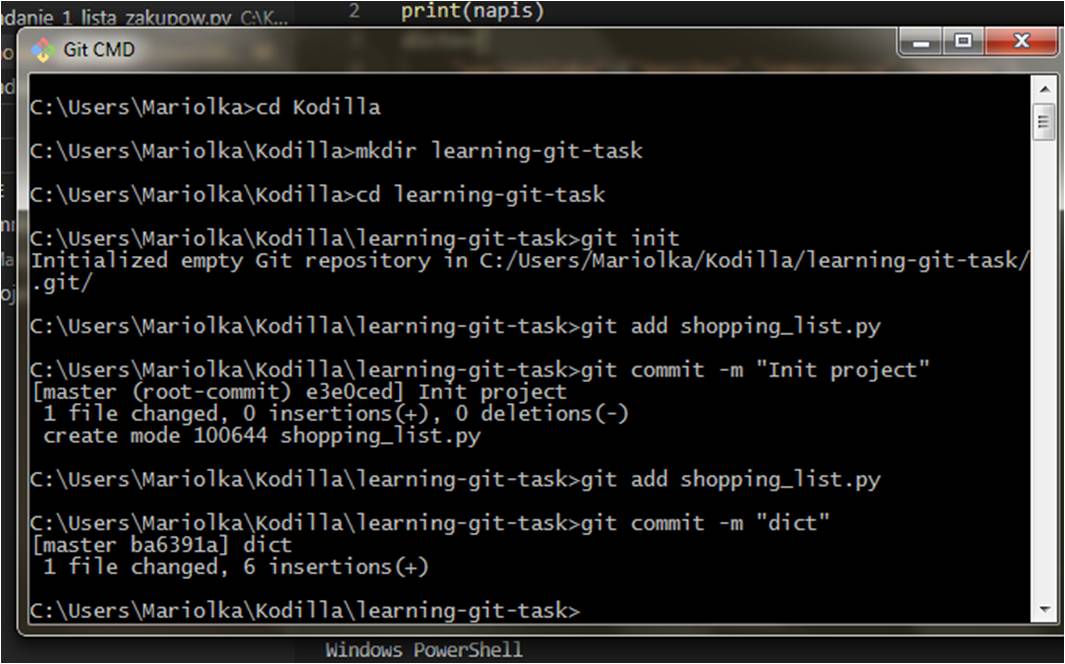 danie_1_lista_zakupow.py C:\K...
2 print(napis)
Git CMD
C:\Users\Mariolka>cd Kodilla
C:\Users\Mariolka\Kodilla>mkdir learning-git-task
C:\Users\Mariolka\Kodilla>cd learning-git-task
C:\Users\Mariolka\Kodilla\learning-git-task>git init
Initialized empty Git repository in C:/Users/Mariolka/Kodilla/learning-git-task/
.git/
C:\Users\Mariolka\Kodilla\learning-git-task>git add shopping_list.py
C:\Users\Mariolka\Kodilla\learning-git-task>git commit -m "Init project"
[master (root-commit) e3e0ced] Init project
 1 file changed, 0 insertions(+), 0 deletions(-)
 create mode 100644 shopping_list.py
C:\Users\Mariolka\Kodilla\learning-git-task>git add shopping_list.py
C:\Users\Mariolka\Kodilla\learning-git-task>git commit -m "dict"
[master ba6391a] dict
 1 file changed, 6 insertions(+)
C:\Users\Mariolka\Kodilla\learning-git-task>
Windows PowerShell